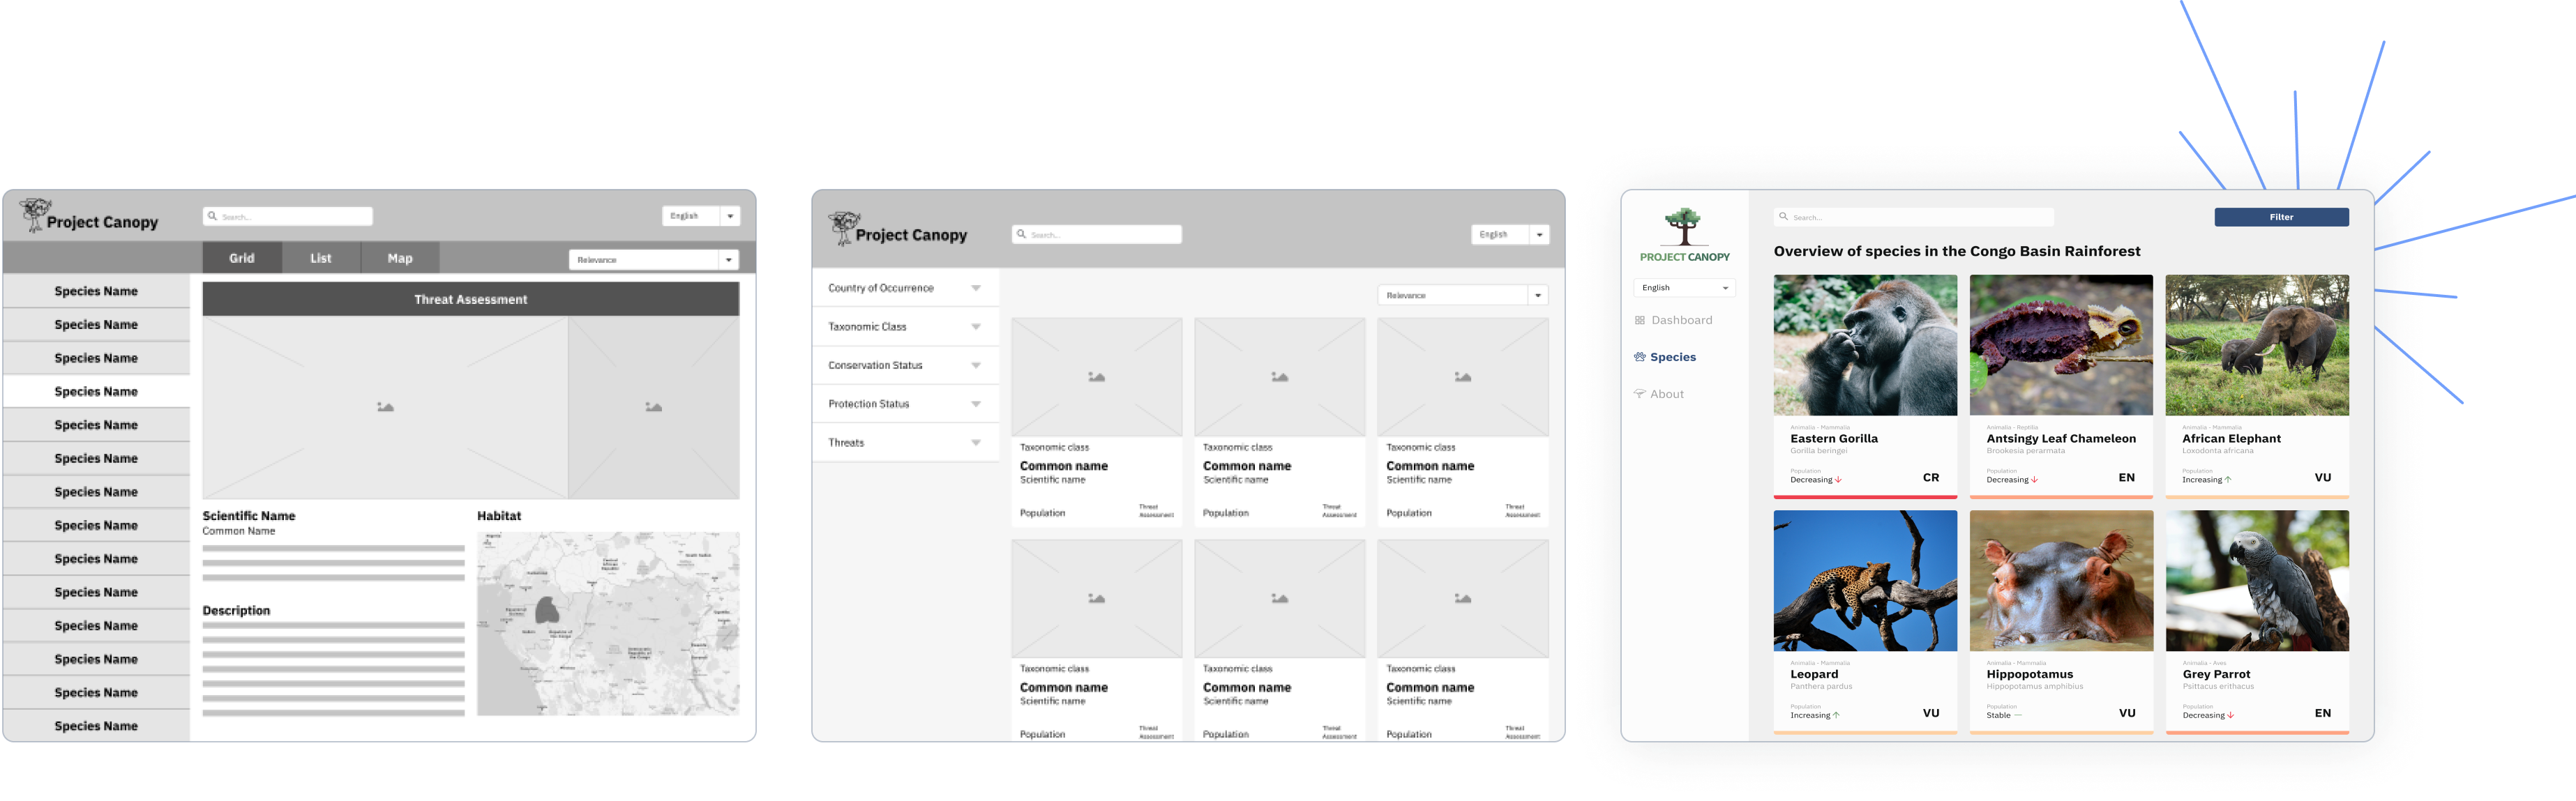 Project Canopy
Search...
English
Grid
List
Map
Relevance
Species Name
Species Name
Species Name
Species Name
Species Name
Species Name
Species Name
Species Name
Species Name
Species Name
Species Name
Species Name
Species Name
Species Name
Threat Assessment
Scientific Name
Common Name
Description
Habitat
Project Canopy
Search...
English
Country of Occurrence
Taxonomic Class
Conservation Status
Protection Status
Threats
Relevance
Taxonomic class
Common name
Scientific name
Population
Threat
Assessment
Taxonomic class
Common name
Scientific name
Population
Threat
Assessment
Taxonomic class
Common name
Scientific name
Population
Threat
Assessment
Taxonomic class
Common name
Scientific name
Population
Threat
Assessment
Taxonomic class
Common name
Scientific name
Population
Threat
Assessment
Taxonomic class
Common name
Scientific name
Population
Threat
Assessment
PROJECT CANOPY
English
Dashboard
Species
About
Search...
Filter
Overview of species in the Congo Basin Rainforest
Animalia - Mammalia
Eastern Gorilla
Gorilla beringei
Population
Decreasing
CR
Animalia - Reptilia
Antsingy Leaf Chameleon
Brookesia perarmata
Population
Decreasing
EN
Animalia - Mammalia
African Elephant
Loxodonta africana
Population
Increasing
VU
Animalia - Mammalia
Leopard
Panthera pardus
Population
Increasing
VU
Animalia - Mammalia
Hippopotamus
Hippopotamus amphibius
Population
Stable
VU
Animalia - Aves
Grey Parrot
Psittacus erithacus
Population
Decreasing
EN